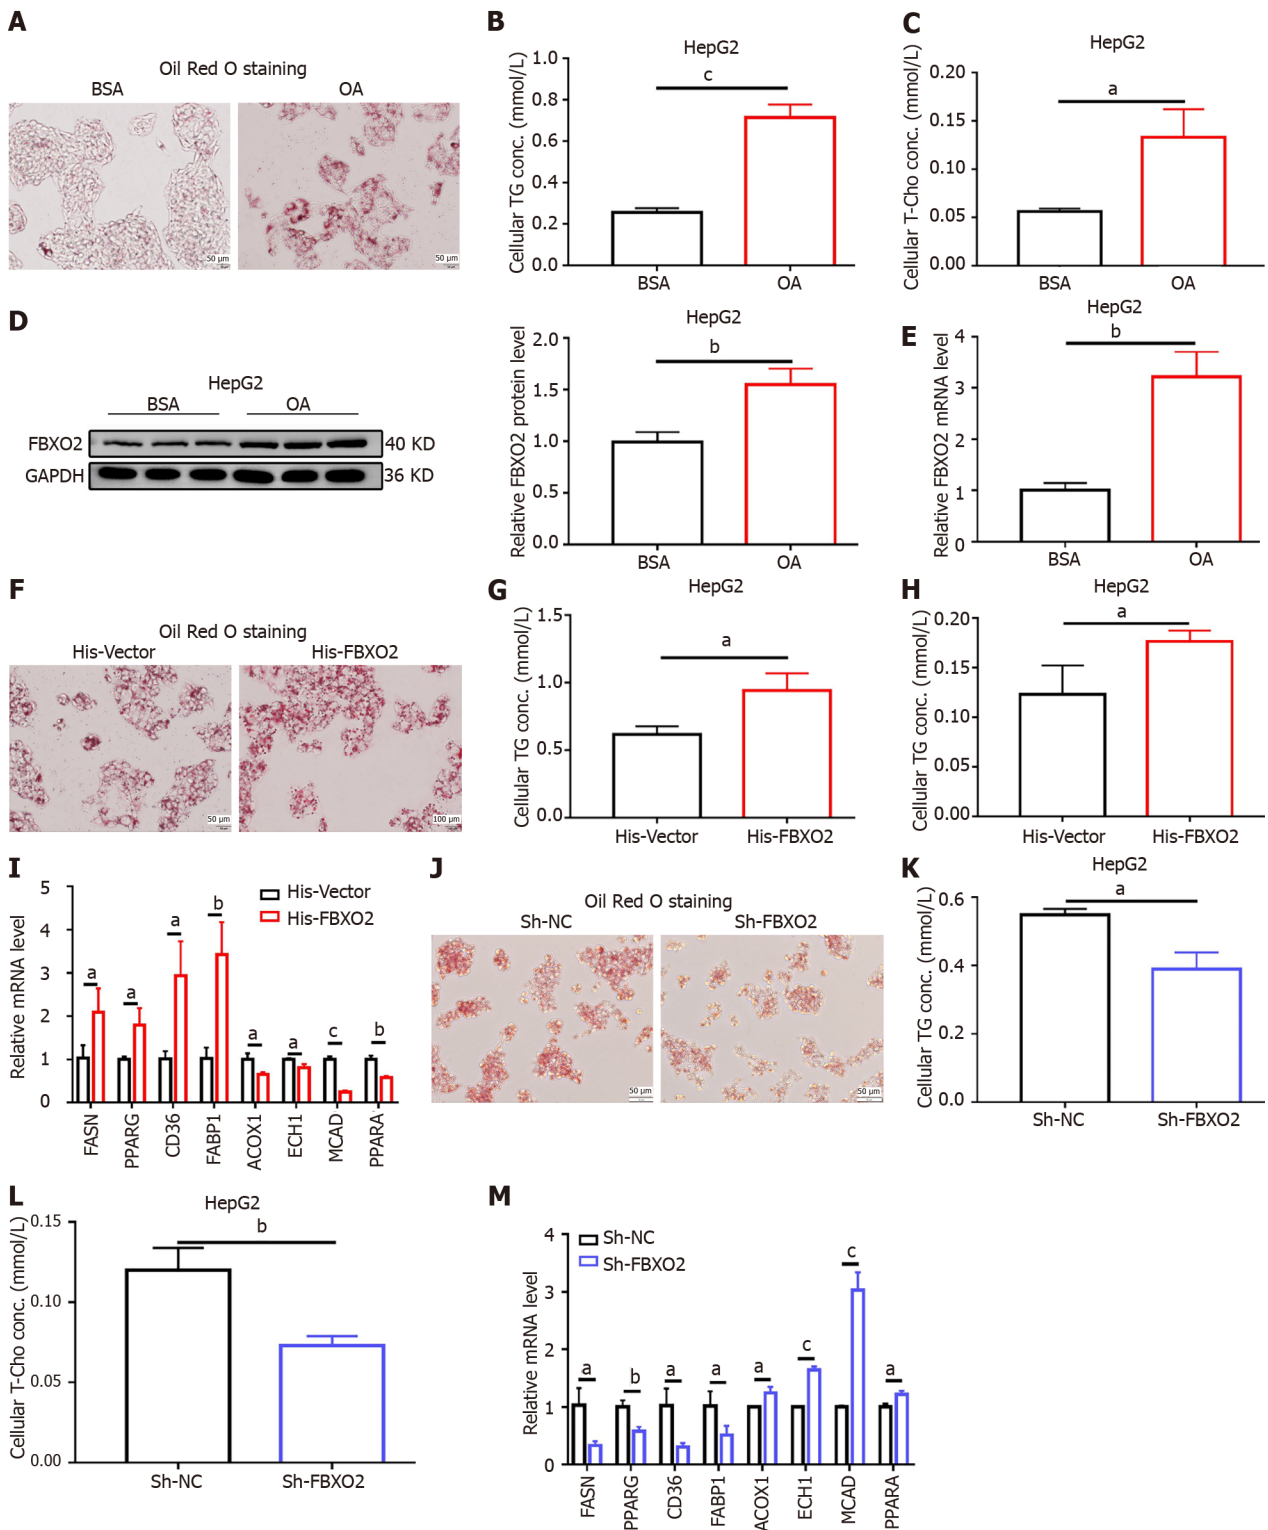 A
Oil Red O staining
BSA
OA
50 μm
50 μm
B
HepG2
Cellular TG conc. (mmol/L)
1.0
0.8
0.6
0.4
0.2
0.0
c
BSA
OA
C
HepG2
Cellular T-Cho conc. (mmol/L)
0.20
0.15
0.10
0.05
0.00
a
BSA
OA
D
HepG2
BSA
OA
FBXO2
40 KD
GAPDH
36 KD
HepG2
Relative FBXO2 protein level
2.0
1.5
1.0
0.5
0.0
b
BSA
OA
E
HepG2
Relative FBXO2 mRNA level
4
3
2
1
0
b
BSA
OA
F
Oil Red O staining
His-Vector
His-FBXO2
50 μm
100 μm
G
HepG2
Cellular TG conc. (mmol/L)
1.5
1.0
0.5
0.0
a
His-Vector
His-FBXO2
H
HepG2
Cellular TG conc. (mmol/L)
0.20
0.15
0.10
0.05
0.00
a
His-Vector
His-FBXO2
I
Relative mRNA level
5
4
3
2
1
0
His-Vector
His-FBXO2
a
a
a
b
a
a
c
b
FASN
PPARG
CD36
FABP1
ACOX1
ECH1
MCAD
PPARA
J
Oil Red O staining
Sh-NC
Sh-FBXO2
50 μm
50 μm
K
HepG2
Cellular TG conc. (mmol/L)
0.6
0.4
0.2
0.0
a
Sh-NC
Sh-FBXO2
L
HepG2
Cellular T-Cho conc. (mmol/L)
0.15
0.10
0.05
0.00
b
Sh-NC
Sh-FBXO2
M
Relative mRNA level
4
3
2
1
0
Sh-NC
Sh-FBXO2
a
b
a
a
a
c
c
a
FASN
PPARG
CD36
FABP1
ACOX1
ECH1
MCAD
PPARA